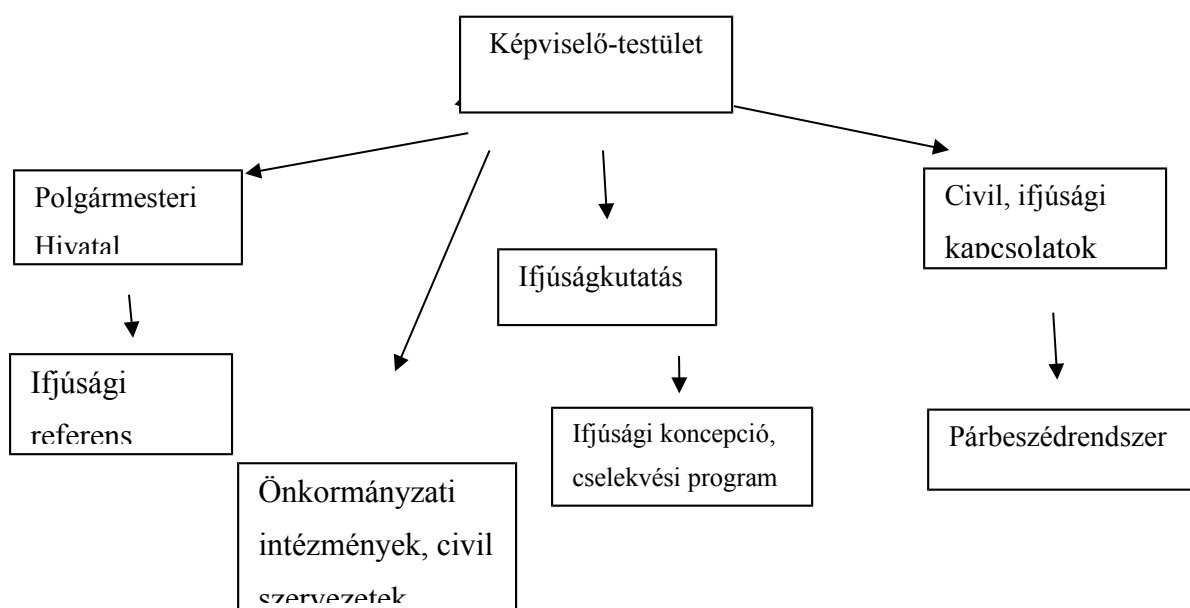 Képviselő-testület
Polgármesteri
Hivatal
Civil, ifjúsági
kapcsolatok
Ifjúságkutatás
Ifjúsági
referens
Ifjúsági koncepció,
cselekvési program
Párbeszédrendszer
Önkormányzati
intézmények, civil
szervezetek